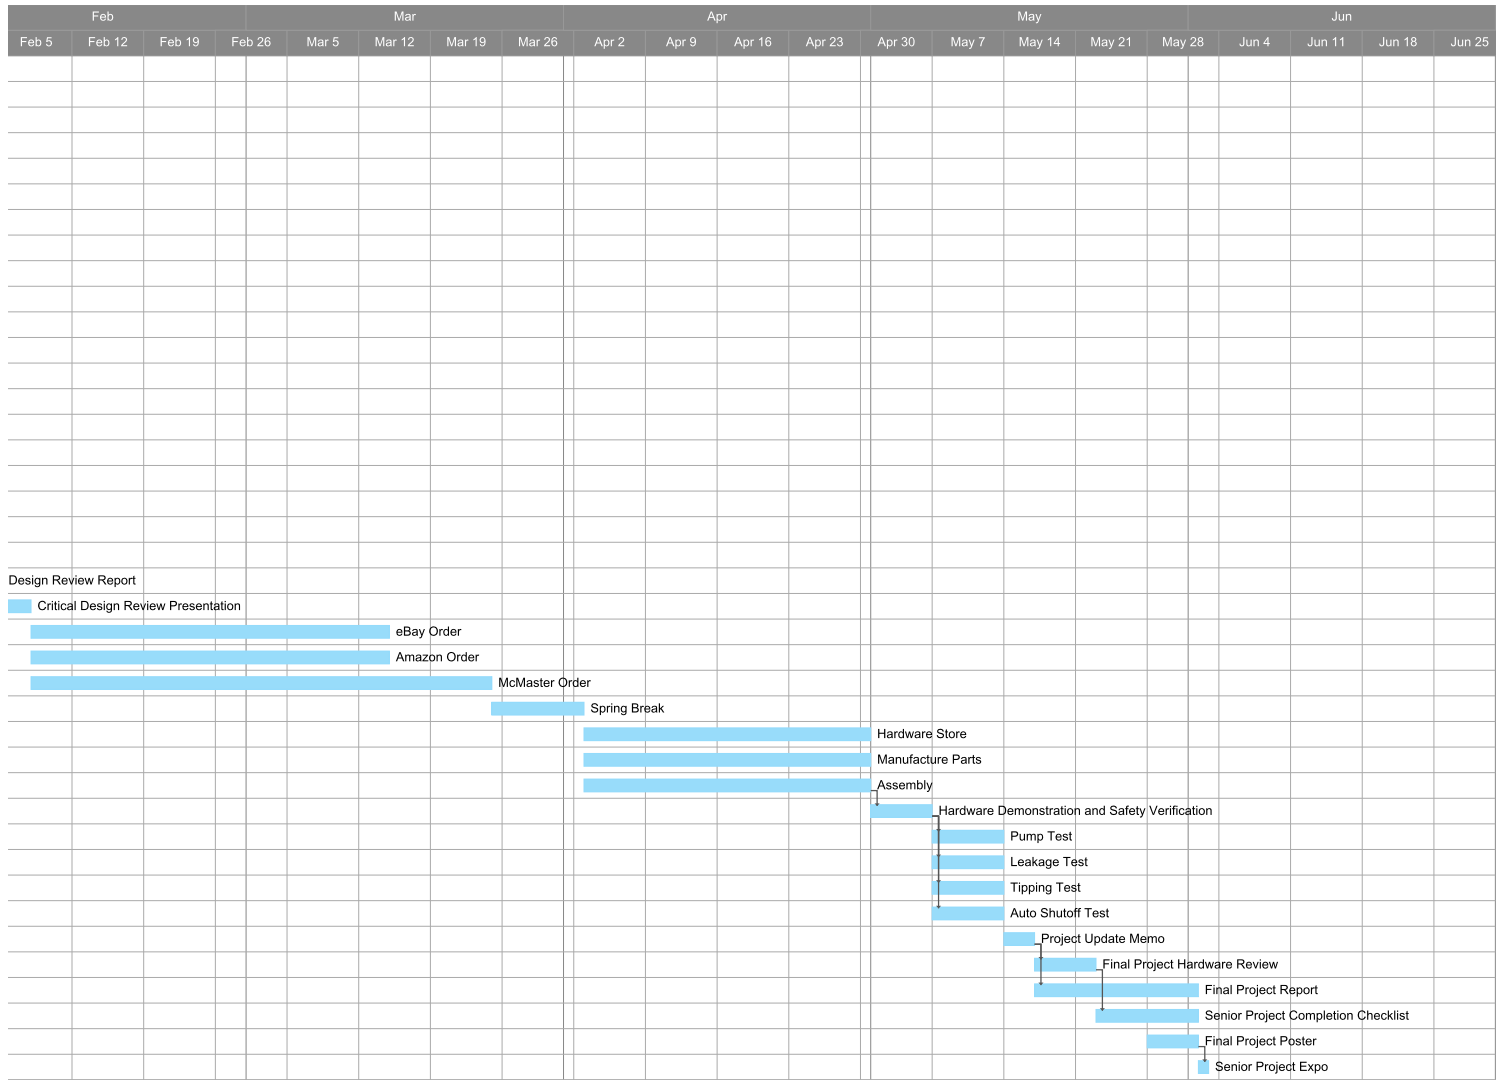 Feb Mar Apr May Jun
Feb 5 Feb 12 Feb 19 Feb 26 Mar 5 Mar 12 Mar 19 Mar 26 Apr 2 Apr 9 Apr 16 Apr 23 Apr 30 May 7 May 14 May 21 May 28 Jun 4 Jun 11 Jun 18 Jun 25
Design Review Report
Critical Design Review Presentation
eBay Order
Amazon Order
McMaster Order
Spring Break
Hardware Store
Manufacture Parts
Assembly
Hardware Demonstration and Safety Verification
Pump Test
Leakage Test
Tipping Test
Auto Shutoff Test
Project Update Memo
Final Project Hardware Review
Final Project Report
Senior Project Completion Checklist
Final Project Poster
Senior Project Expo